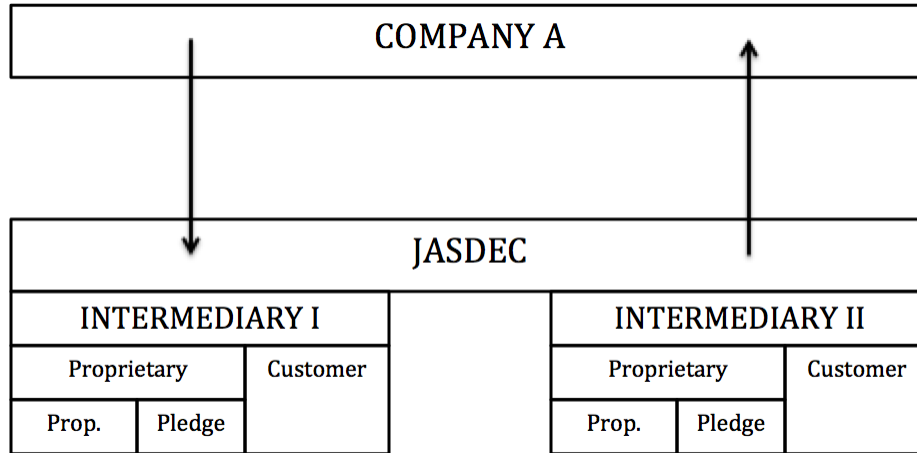 COMPANY A
JASDEC
INTERMEDIARY I
INTERMEDIARY II
Proprietary
Customer
Proprietary
Customer
Prop.
Pledge
Prop.
Pledge